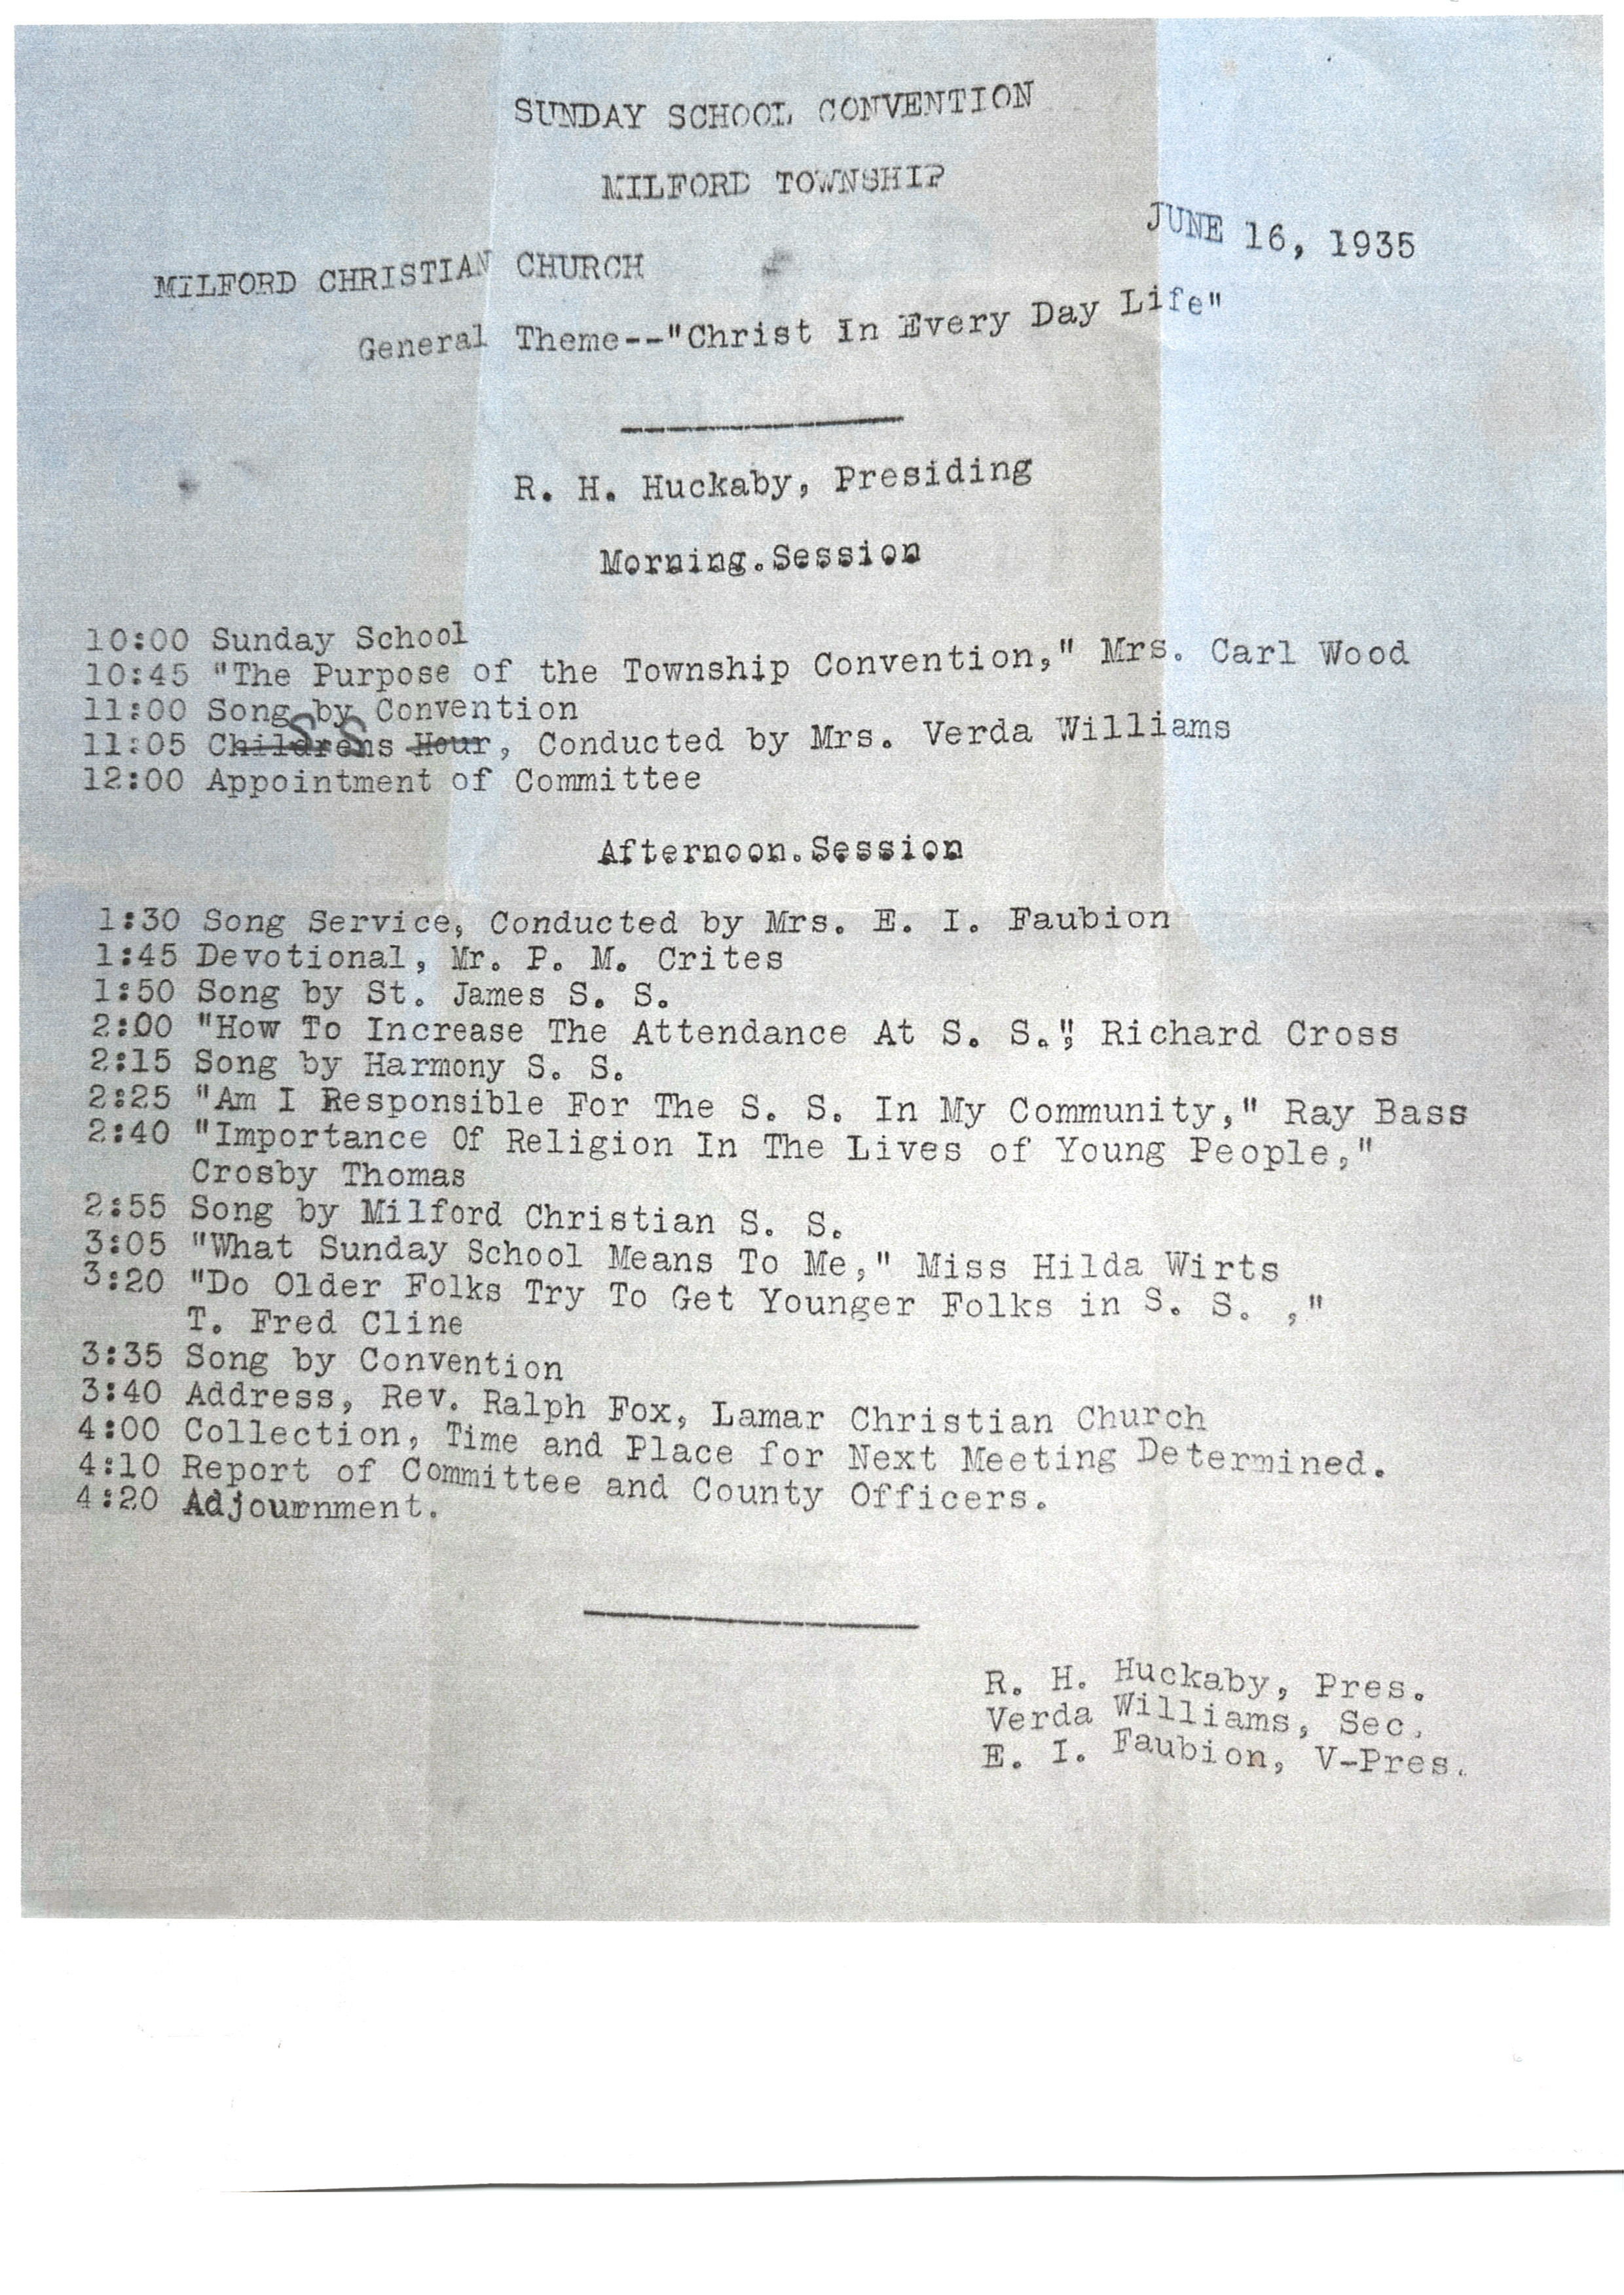 SUNDAY SCHOOL CONVENTION
MILFORD TOWNSHIP
JUNE 16, 1935
MILFORD CHRISTIAN CHURCH
General Theme--"Christ In Every Day Life"
R. H. Huckaby, Presiding
Morning.Session
10:00 Sunday School
10:45 "The Purpose of the Township Convention," Mrs. Carl Wood
11:00 Song by Convention
S S
11:05 Childrens Hour, Conducted by Mrs. Verda Williams
12:00 Appointment of Committee
Afternoon.Session
1:30 Song Service, Conducted by Mrs. E. I. Faubion
1:45 Devotional, Mr. P. M. Crites
1:50 Song by St. James S. S.
2:00 "How To Increase The Attendance At S. S.", Richard Cross
2:15 Song by Harmony S. S.
2:25 "Am I Responsible For The S. S. In My Community," Ray Bass
2:40 "Importance Of Religion In The Lives of Young People,"
Crosby Thomas
2:55 Song by Milford Christian S. S.
3:05 "What Sunday School Means To Me," Miss Hilda Wirts
3:20 "Do Older Folks Try To Get Younger Folks in S. S. ,"
T. Fred Cline
3:35 Song by Convention
3:40 Address, Rev. Ralph Fox, Lamar Christian Church
4:00 Collection, Time and Place for Next Meeting Determined.
4:10 Report of Committee and County Officers.
4:20 Adjournment.
R. H. Huckaby, Pres.
Verda Williams, Sec.
E. I. Faubion, V-Pres.